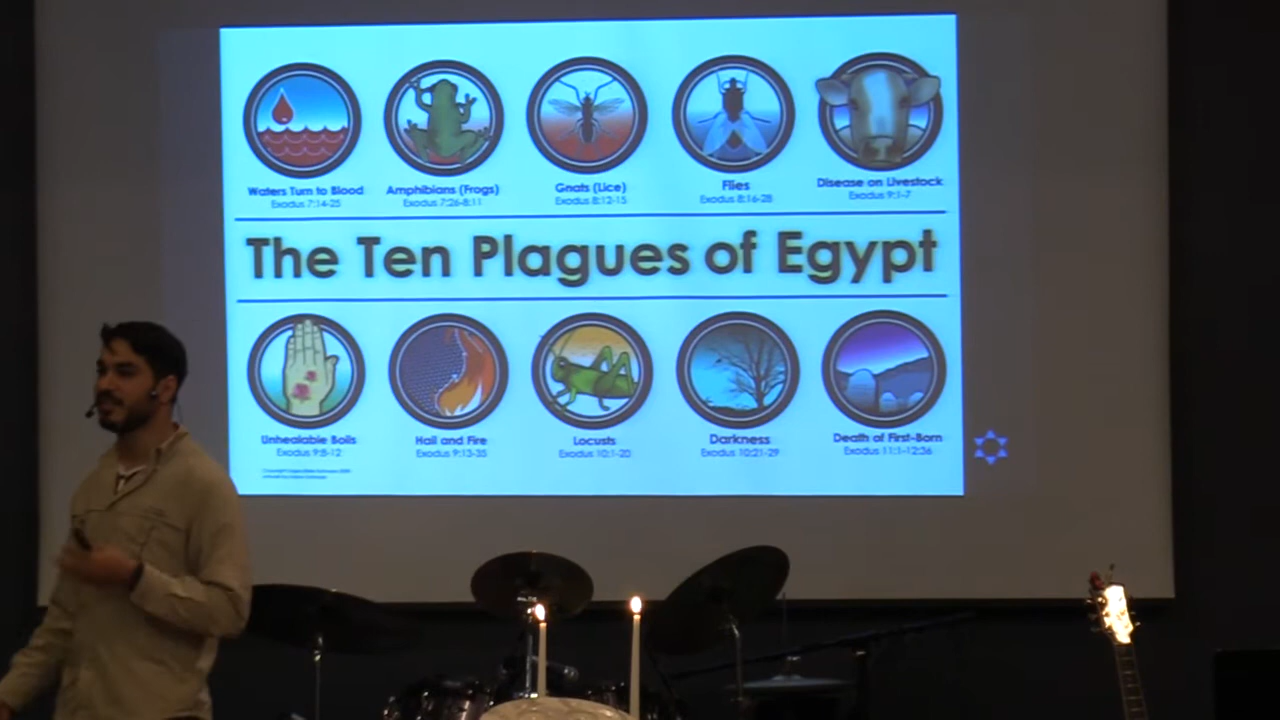 Waters Turn to Blood
Exodus 7:14-25
Amphibians (Frogs)
Exodus 7:26-8:11
Gnats (Lice)
Exodus 8:12-15
Flies
Exodus 8:16-28
Disease on Livestock
Exodus 9:1-7
The Ten Plagues of Egypt
Unhealable Boils
Exodus 9:8-12
Hail and Fire
Exodus 9:13-35
Locusts
Exodus 10:1-20
Darkness
Exodus 10:21-29
Death of First-Born
Exodus 11:1-12:36